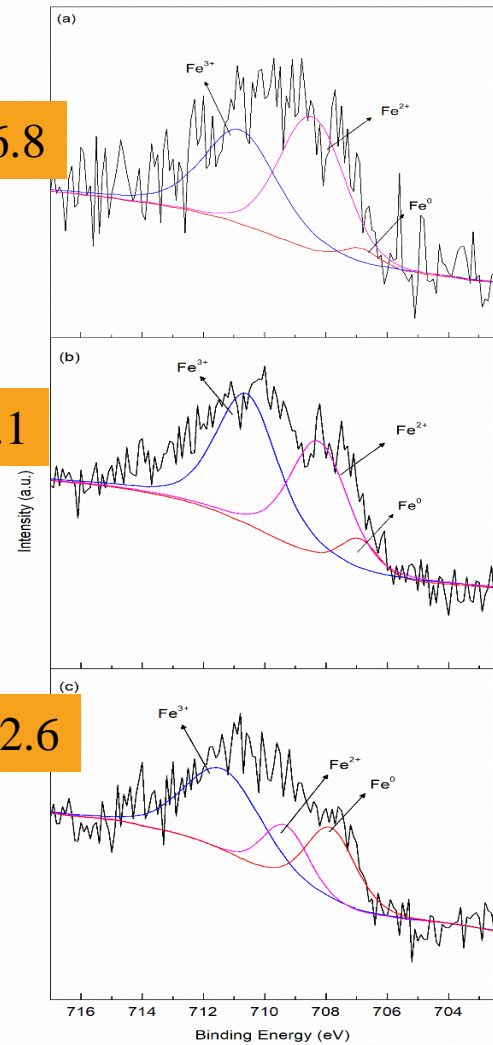 (a)
Fe³⁺
Fe²⁺
Fe⁰
6.8
(b)
Fe³⁺
Fe²⁺
Fe⁰
.1
Intensity (a.u.)
(c)
Fe³⁺
Fe²⁺
Fe⁰
2.6
716 714 712 710 708 706 704
Binding Energy (eV)